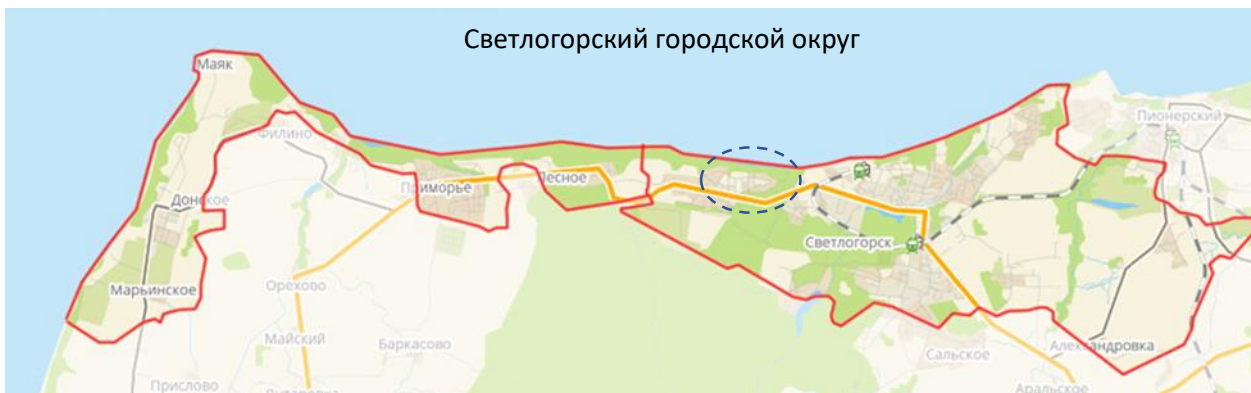 Светлогорский городской округ
Маяк
Пионерский
Филино
Лесное
Приморье
Донское
Светлогорск
Марьинское
Орехово
Майский
Баркасово
Сальское
Александровка
Прислово
Аральское